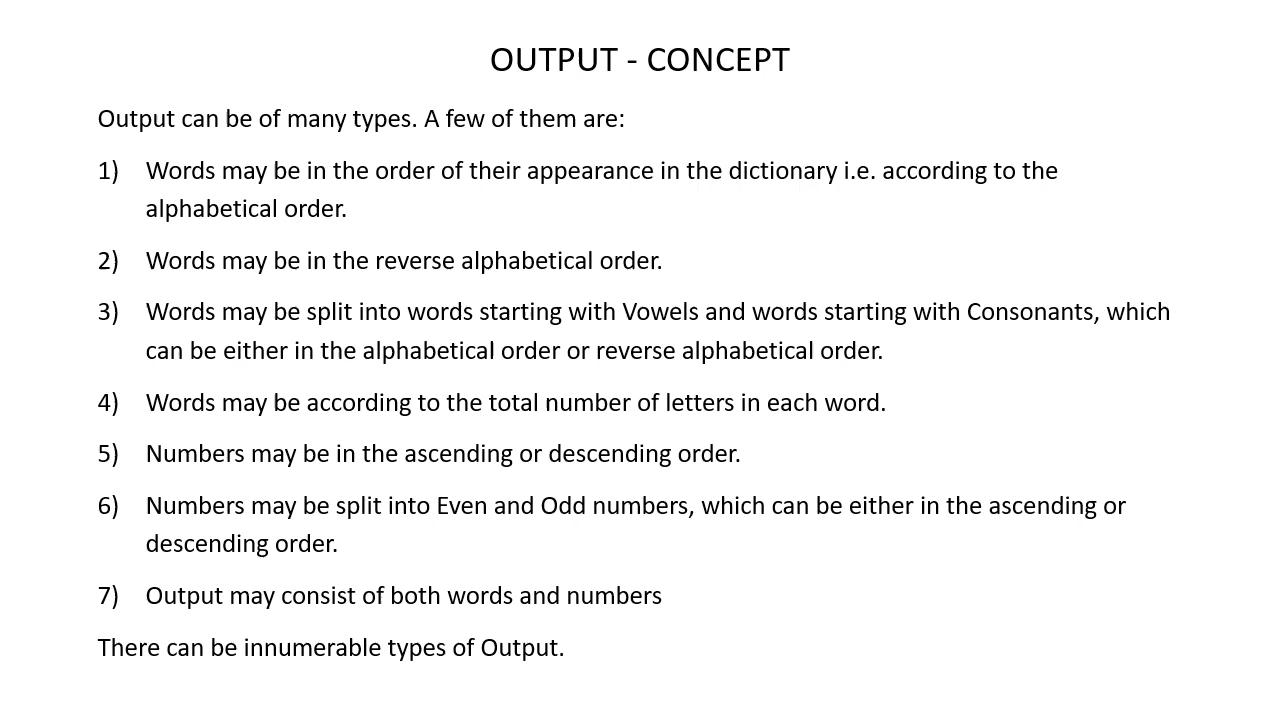 OUTPUT - CONCEPT
Output can be of many types. A few of them are:
1) Words may be in the order of their appearance in the dictionary i.e. according to the
alphabetical order.
2) Words may be in the reverse alphabetical order.
3) Words may be split into words starting with Vowels and words starting with Consonants, which
can be either in the alphabetical order or reverse alphabetical order.
4) Words may be according to the total number of letters in each word.
5) Numbers may be in the ascending or descending order.
6) Numbers may be split into Even and Odd numbers, which can be either in the ascending or
descending order.
7) Output may consist of both words and numbers
There can be innumerable types of Output.